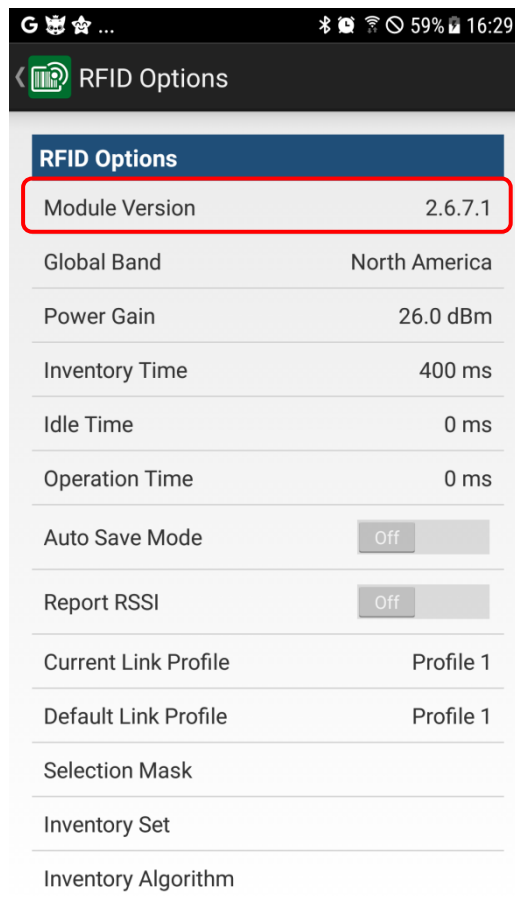 G ... 59% 16:29
RFID Options
RFID Options
Module Version 2.6.7.1
Global Band North America
Power Gain 26.0 dBm
Inventory Time 400 ms
Idle Time 0 ms
Operation Time 0 ms
Auto Save Mode Off
Report RSSI Off
Current Link Profile Profile 1
Default Link Profile Profile 1
Selection Mask
Inventory Set
Inventory Algorithm